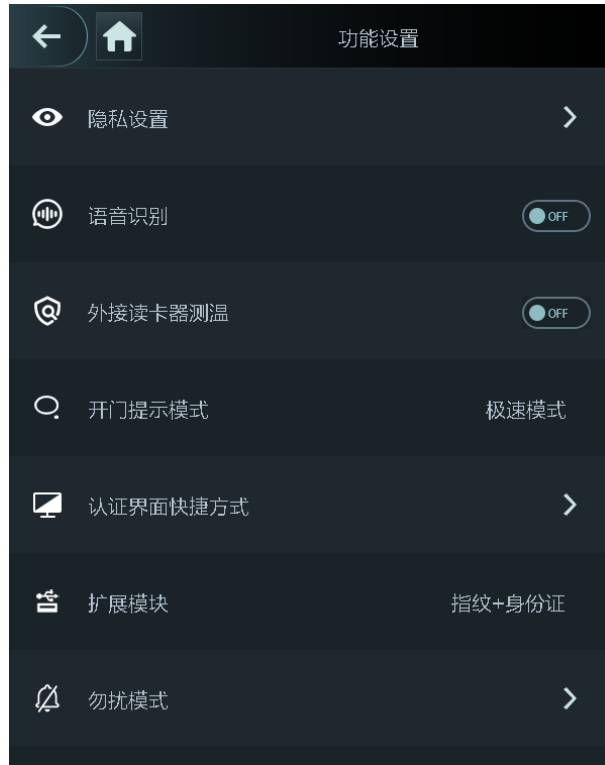 功能设置
隐私设置
语音识别 OFF
外接读卡器测温 OFF
开门提示模式 极速模式
认证界面快捷方式
扩展模块 指纹+身份证
勿扰模式